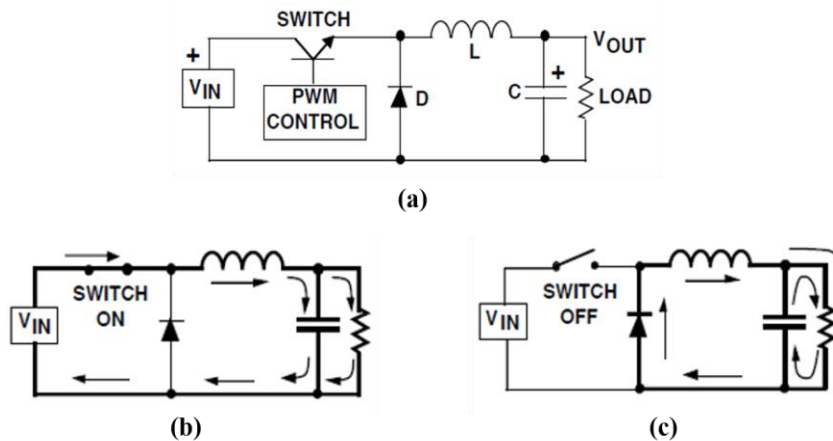 SWITCH
+
VIN
PWM
CONTROL
D
L
C
+
VOUT
LOAD
(a)
VIN
SWITCH
ON
(b)
VIN
SWITCH
OFF
(c)